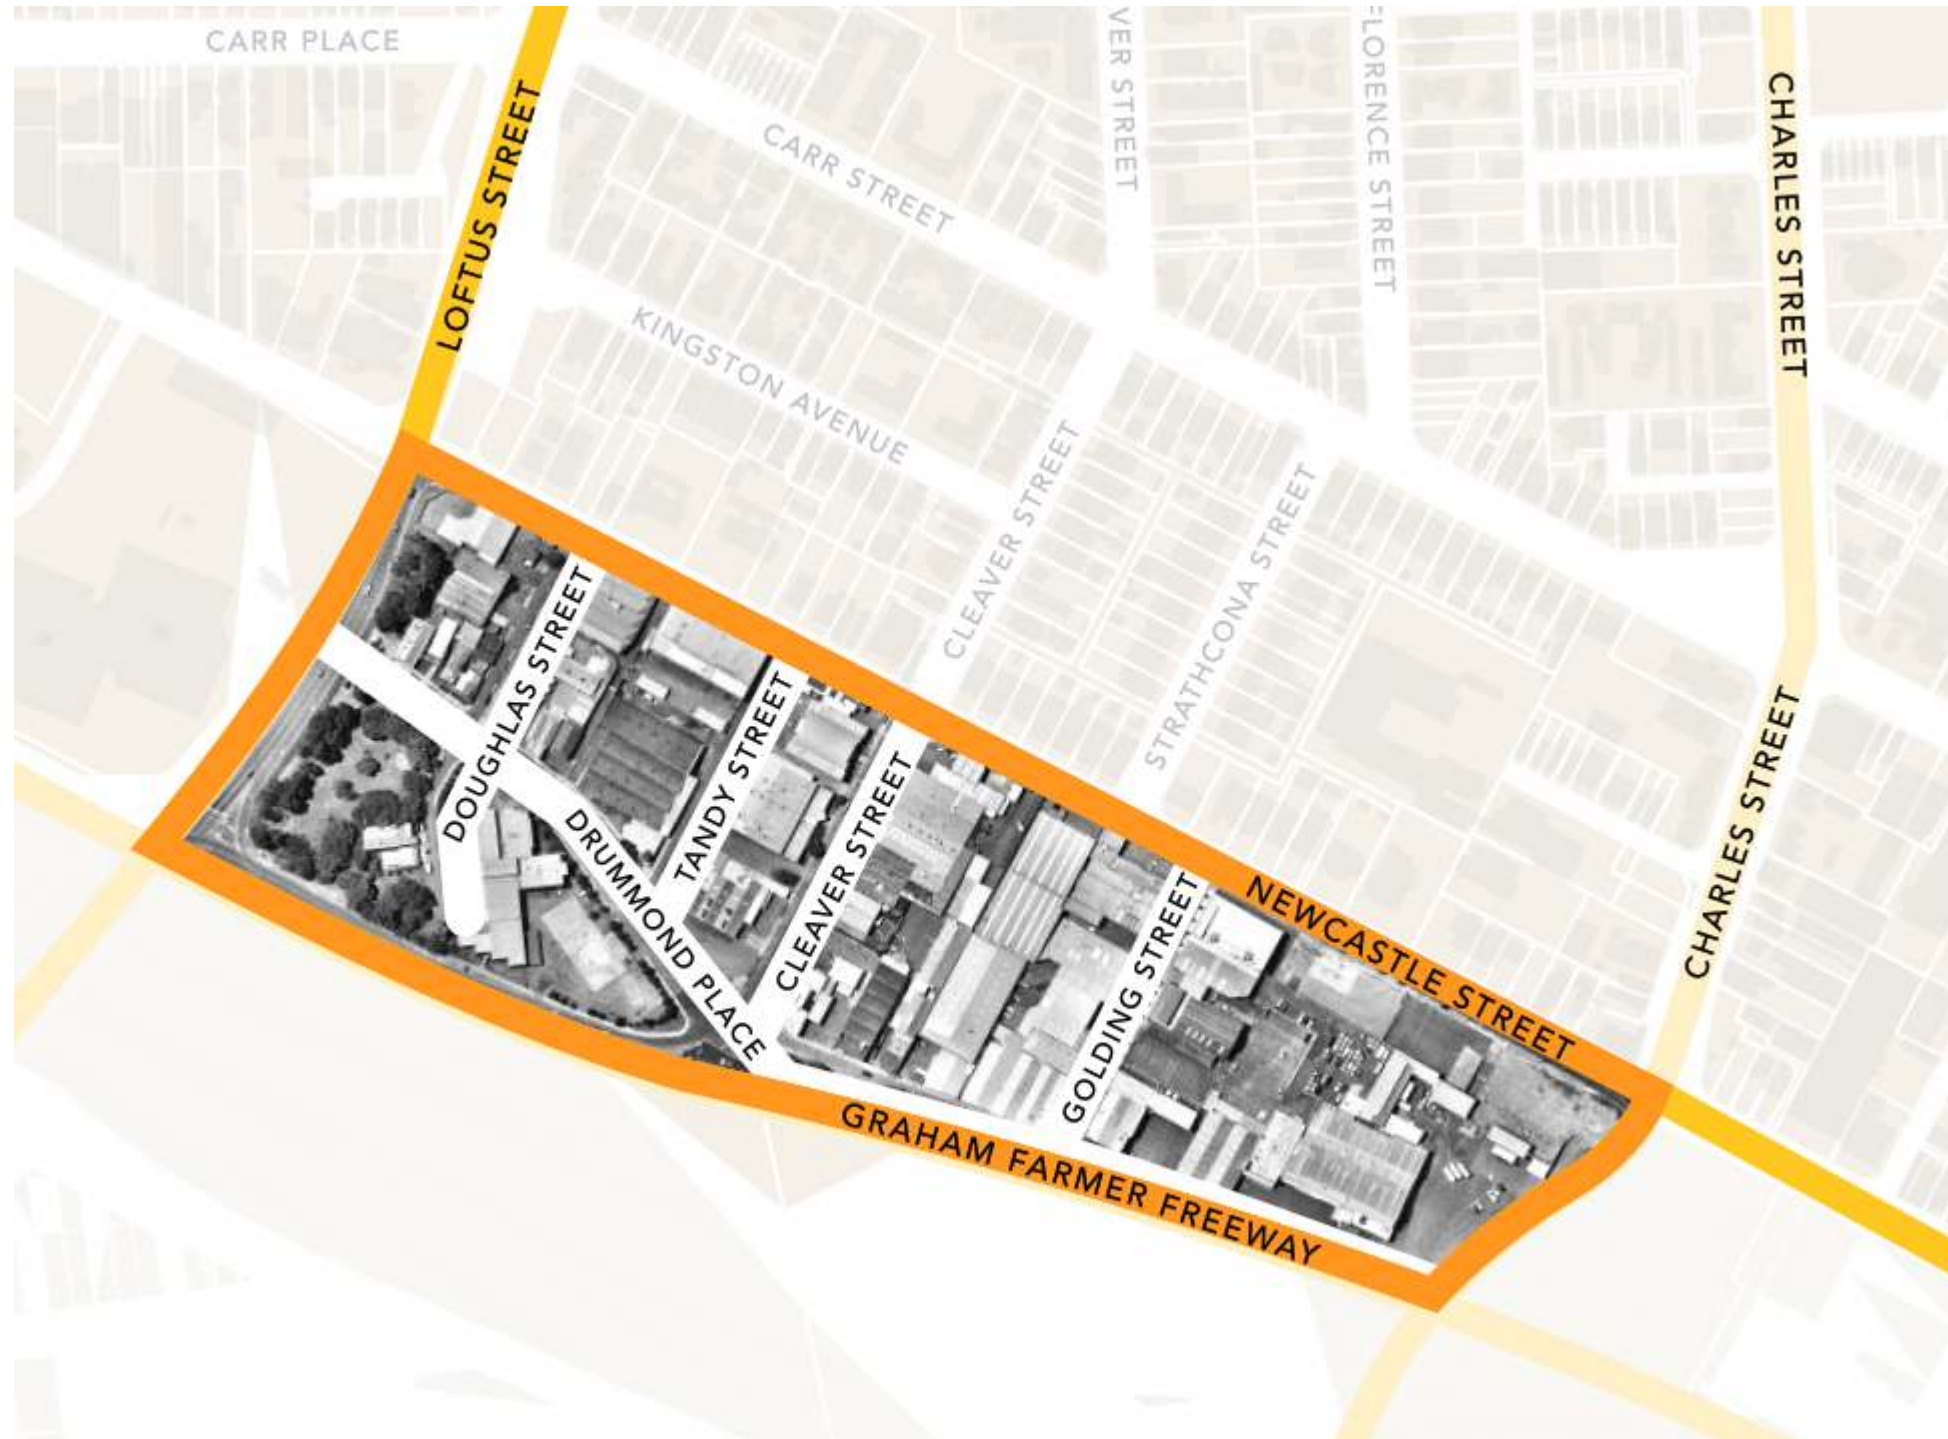 CARR PLACE
LOFTUS STREET
CARR STREET
VER STREET
FLORENCE STREET
CHARLES STREET
KINGSTON AVENUE
CLEAVER STREET
STRATHCONA STREET
CHARLES STREET
DOUGHLAS STREET
TANDY STREET
DRUMMOND PLACE
CLEAVER STREET
GOLDING STREET
NEWCASTLE STREET
GRAHAM FARMER FREEWAY